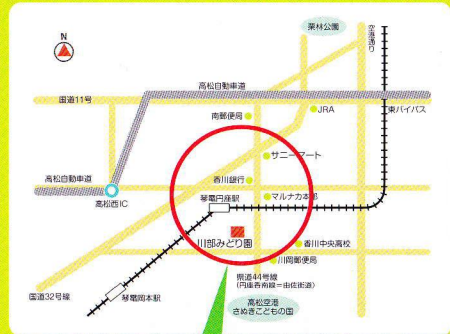 栗林公園
空港通り
N
高松自動車道
国道11号
南郵便局
JRA
東バイパス
サニーマート
高松自動車道
香川銀行
琴電円座駅
マルナカ本部
高松西IC
川部みどり園
香川中央高校
川岡郵便局
国道32号線
琴電岡本駅
県道44号線
(円座香南線=由佐街道)
高松空港
さぬきこどもの国